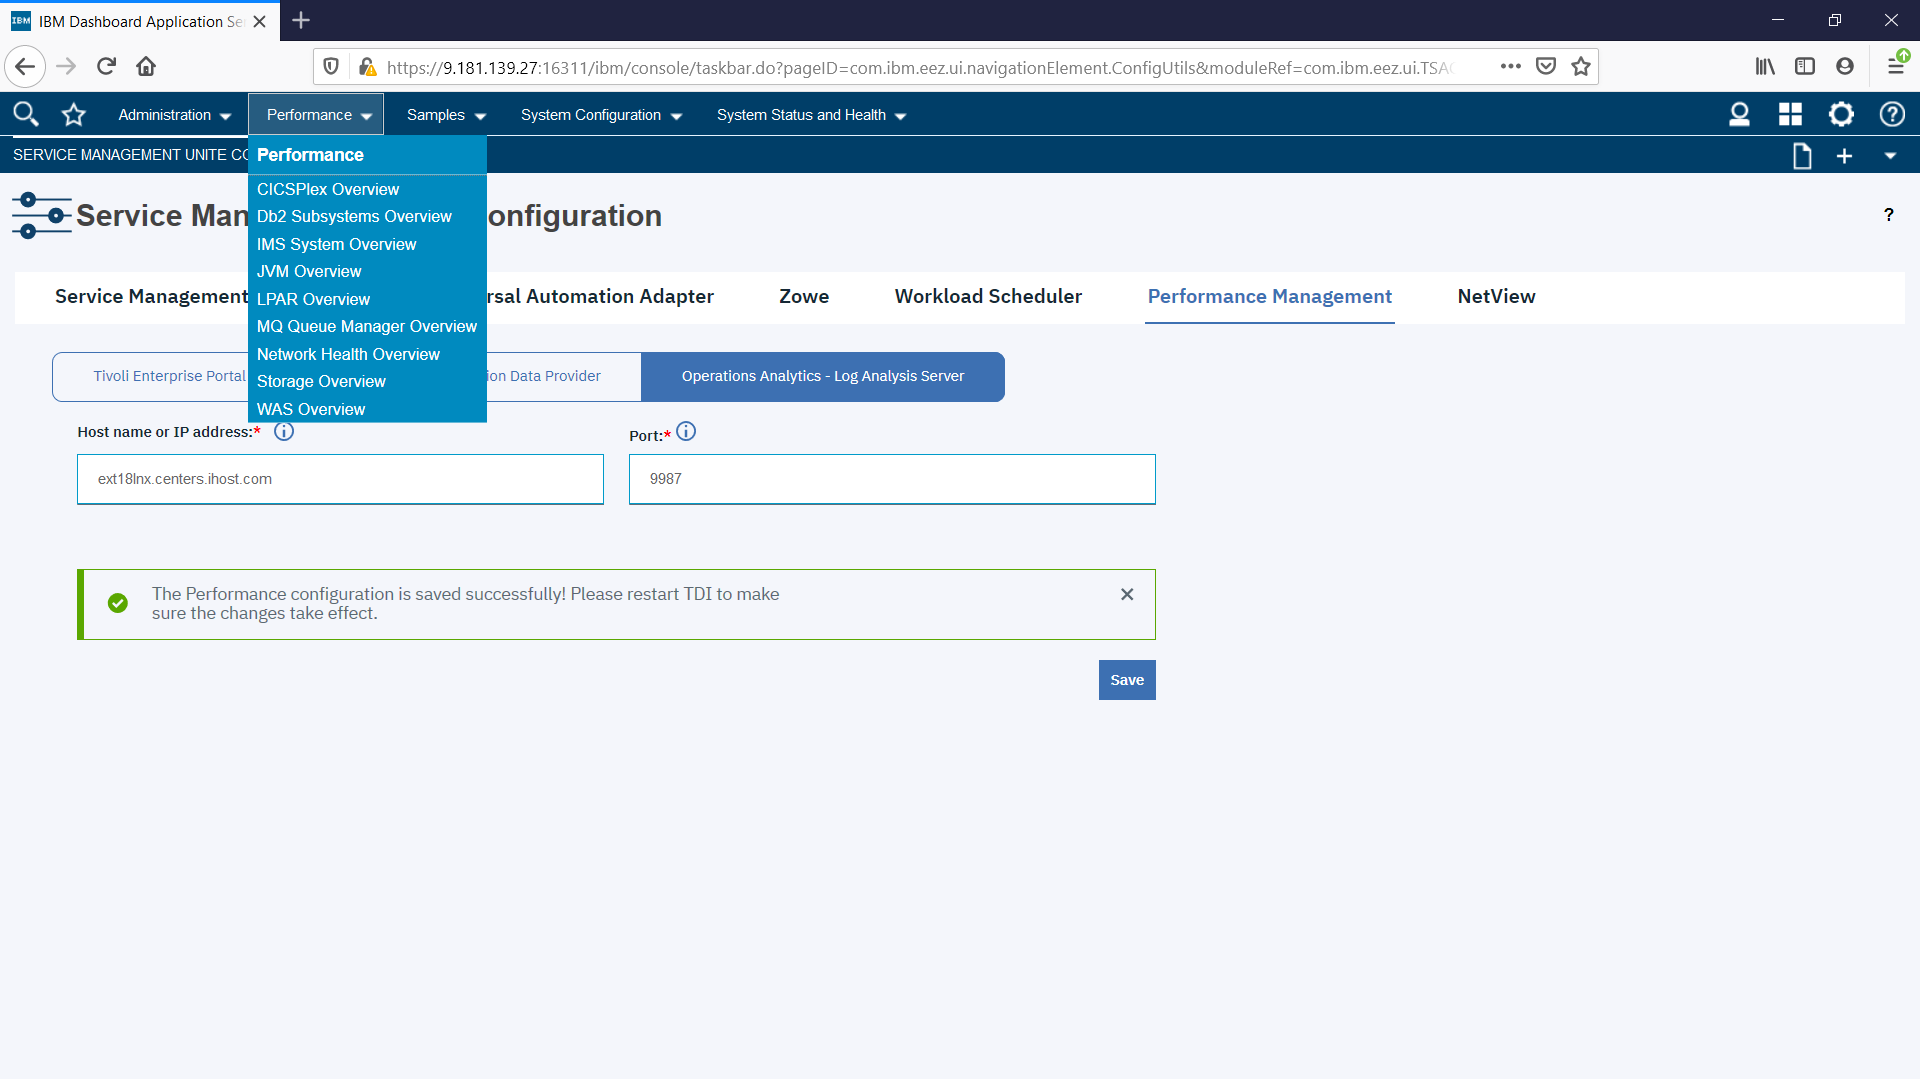 IBM IBM Dashboard Application Se
https://9.181.139.27:16311/ibm/console/taskbar.do?pageID=com.ibm.eez.ui.navigationElement.ConfigUtils&moduleRef=com.ibm.eez.ui.TSA
Administration Performance Samples System Configuration System Status and Health
SERVICE MANAGEMENT UNITE CO
Performance
CICSPlex Overview
Db2 Subsystems Overview
IMS System Overview
JVM Overview
LPAR Overview
MQ Queue Manager Overview
Network Health Overview
Storage Overview
WAS Overview
Service Man onfiguration ?
Service Management rsal Automation Adapter Zowe Workload Scheduler Performance Management NetView
Tivoli Enterprise Portal ion Data Provider Operations Analytics - Log Analysis Server
Host name or IP address:* Port:*
ext18lnx.centers.ihost.com 9987
The Performance configuration is saved successfully! Please restart TDI to make
sure the changes take effect.
Save